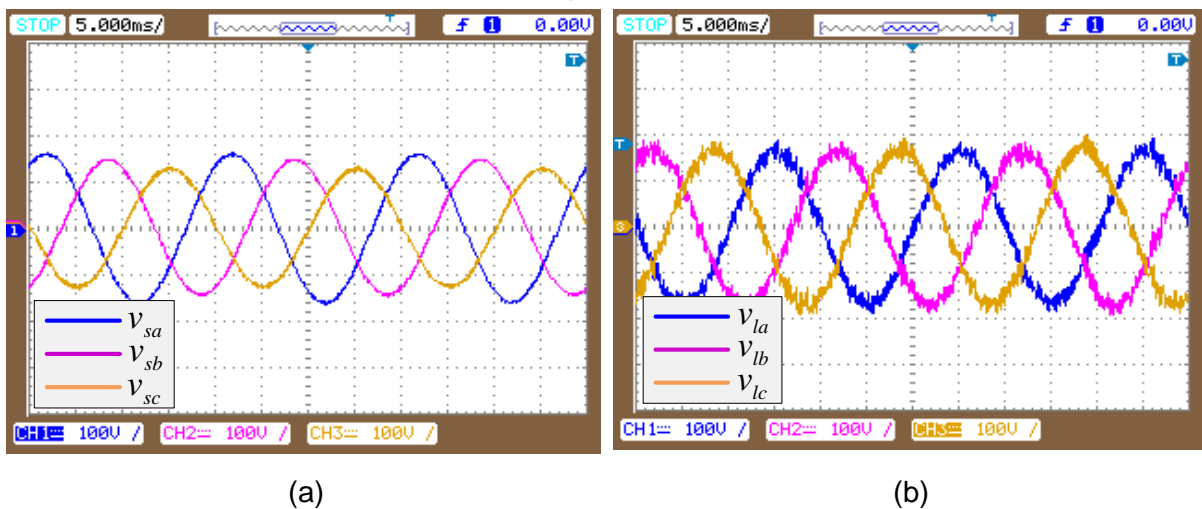 STOP 5.000ms/ T ƒ 1 0.00V
T
1
v_sa
v_sb
v_sc
CH1 100V / CH2 100V / CH3 100V /
(a)
STOP 5.000ms/ T ƒ 1 0.00V
T
T
3
v_la
v_lb
v_lc
CH1 100V / CH2 100V / CH3 100V /
(b)